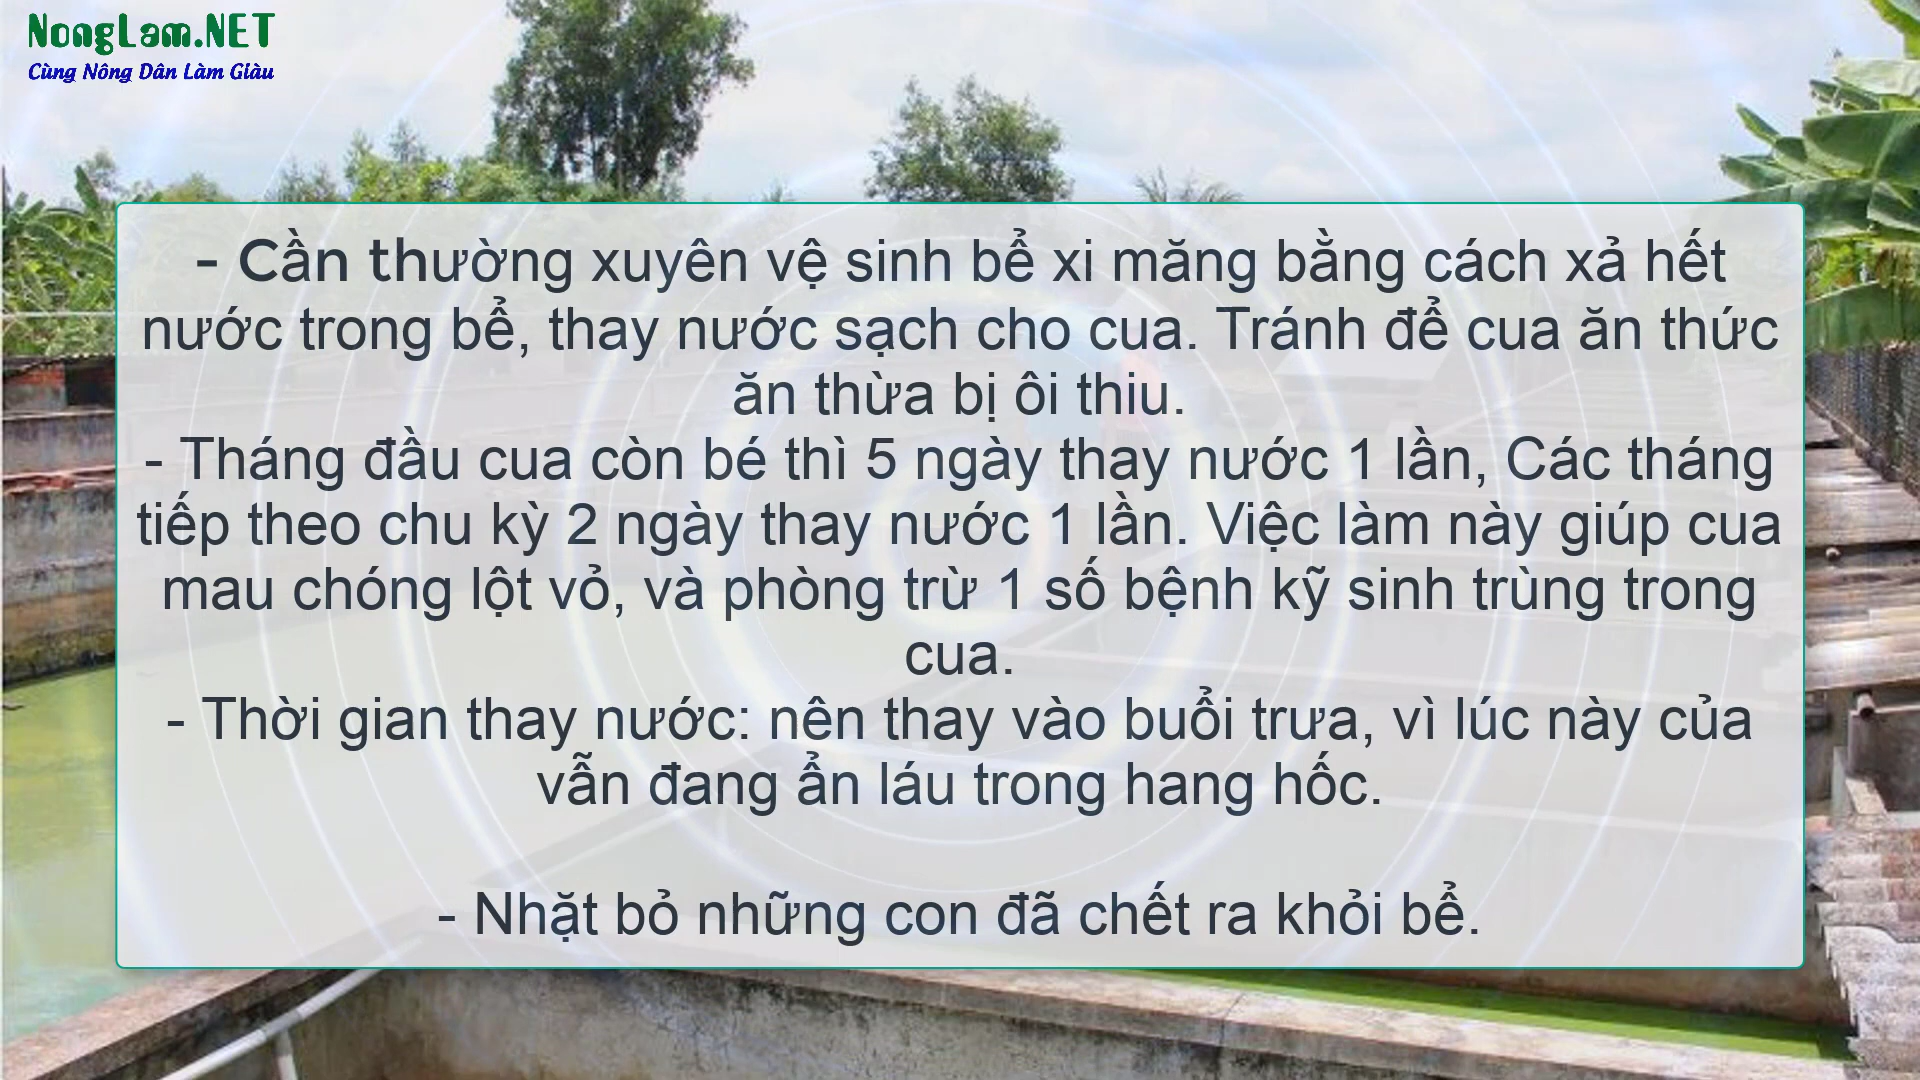 NongLam.NET
Cùng Nông Dân Làm Giàu
- Cần thường xuyên vệ sinh bể xi măng bằng cách xả hết
nước trong bể, thay nước sạch cho cua. Tránh để cua ăn thức
ăn thừa bị ôi thiu.
- Tháng đầu cua còn bé thì 5 ngày thay nước 1 lần, Các tháng
tiếp theo chu kỳ 2 ngày thay nước 1 lần. Việc làm này giúp cua
mau chóng lột vỏ, và phòng trừ 1 số bệnh kỹ sinh trùng trong
cua.
- Thời gian thay nước: nên thay vào buổi trưa, vì lúc này của
vẫn đang ẩn láu trong hang hốc.
- Nhặt bỏ những con đã chết ra khỏi bể.